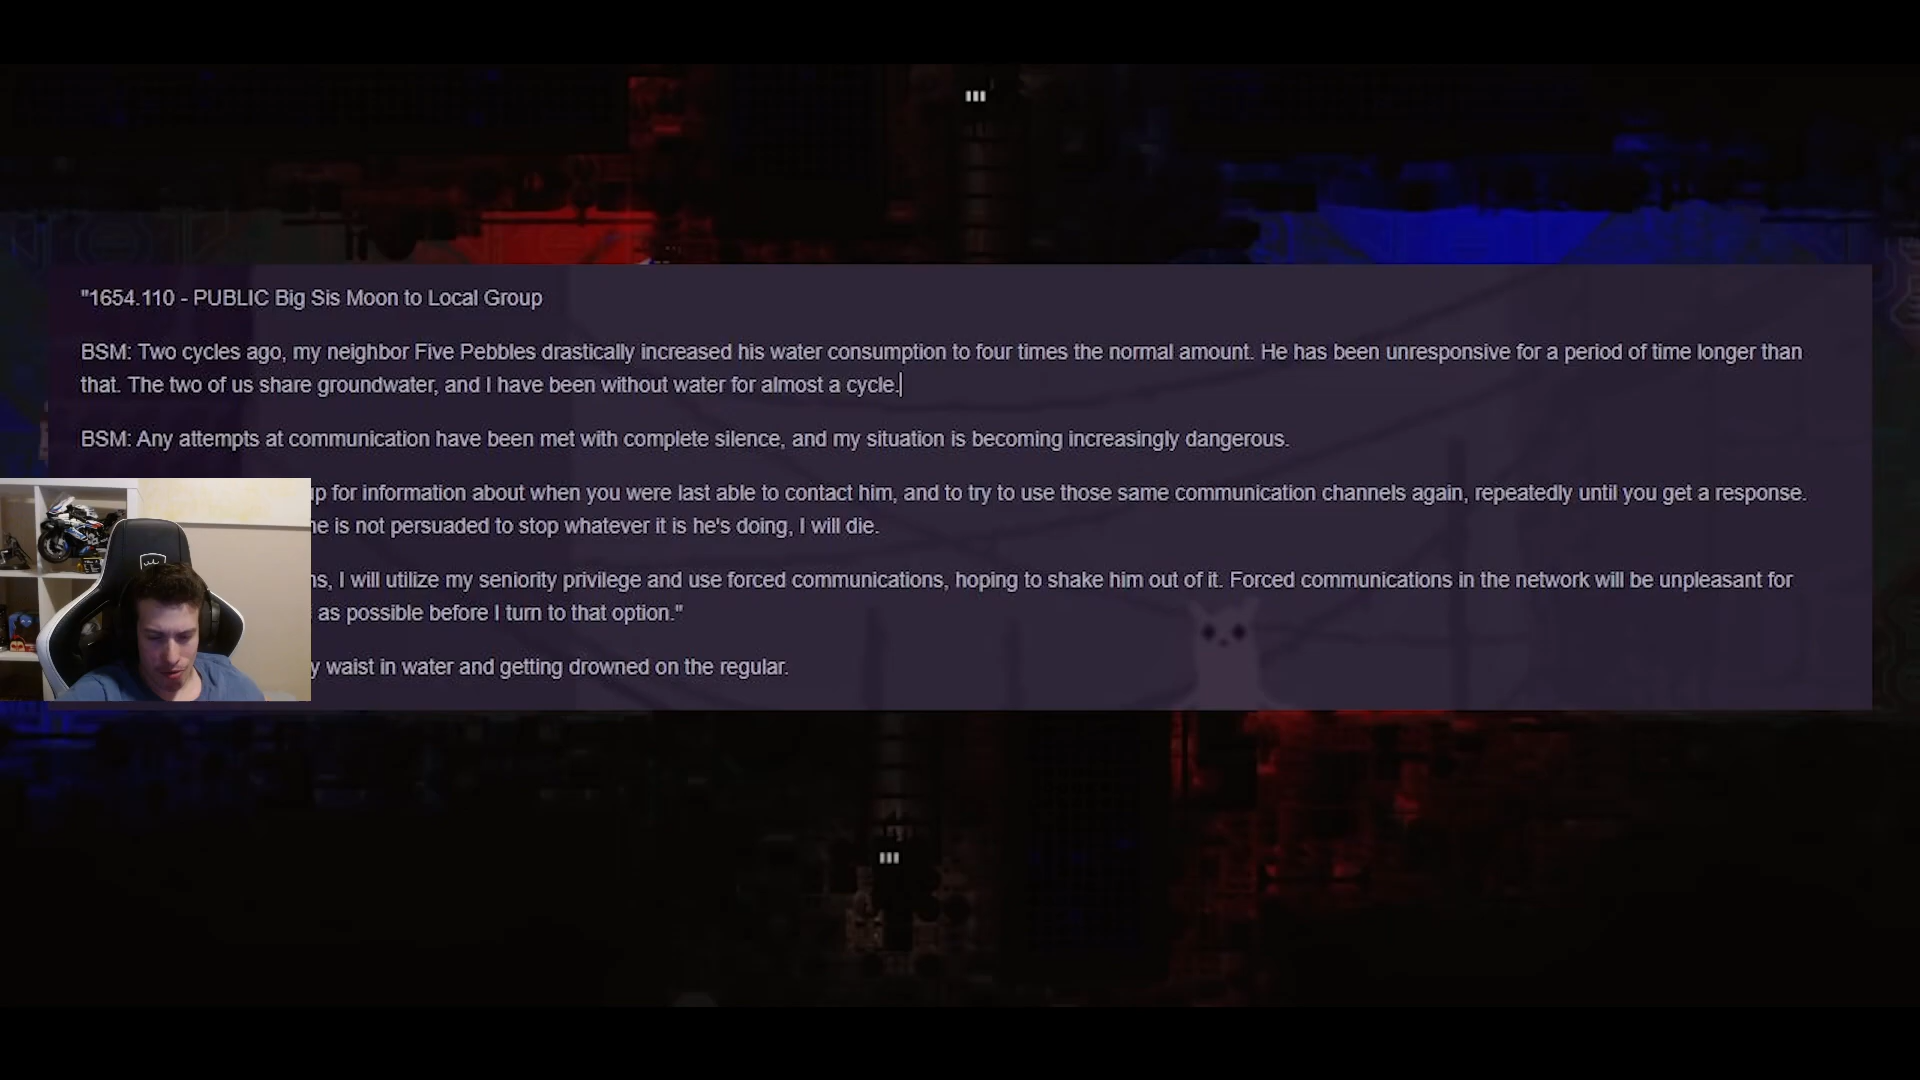 "1654.110 - PUBLIC Big Sis Moon to Local Group
BSM: Two cycles ago, my neighbor Five Pebbles drastically increased his water consumption to four times the normal amount. He has been unresponsive for a period of time longer than
that. The two of us share groundwater, and I have been without water for almost a cycle.
BSM: Any attempts at communication have been met with complete silence, and my situation is becoming increasingly dangerous.
for information about when you were last able to contact him, and to try to use those same communication channels again, repeatedly until you get a response.
is not persuaded to stop whatever it is he's doing, I will die.
I will utilize my seniority privilege and use forced communications, hoping to shake him out of it. Forced communications in the network will be unpleasant for
as possible before I turn to that option."
waist in water and getting drowned on the regular.